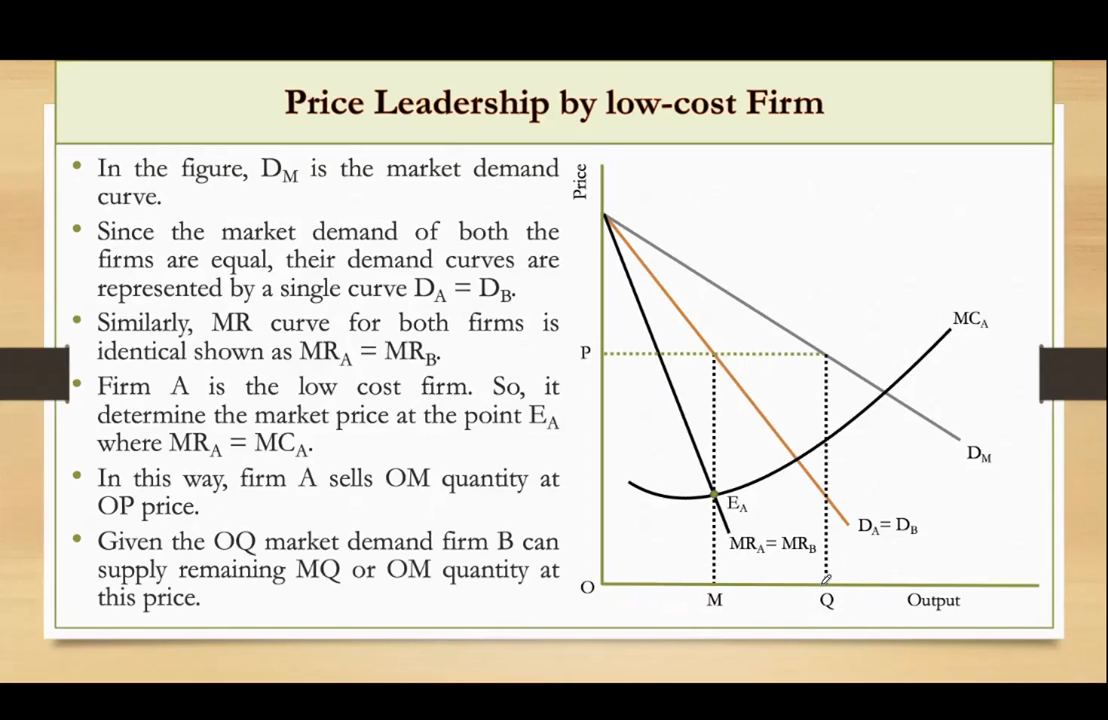 Price Leadership by low-cost Firm
• In the figure, D_M is the market demand
curve.
• Since the market demand of both the
firms are equal, their demand curves are
represented by a single curve D_A = D_B.
• Similarly, MR curve for both firms is
identical shown as MR_A = MR_B.
• Firm A is the low cost firm. So, it
determine the market price at the point E_A
where MR_A = MC_A.
• In this way, firm A sells OM quantity at
OP price.
• Given the OQ market demand firm B can
supply remaining MQ or OM quantity at
this price.
Price
MC_A
P
D_M
E_A
D_A= D_B
MR_A= MR_B
O
M
Q
Output